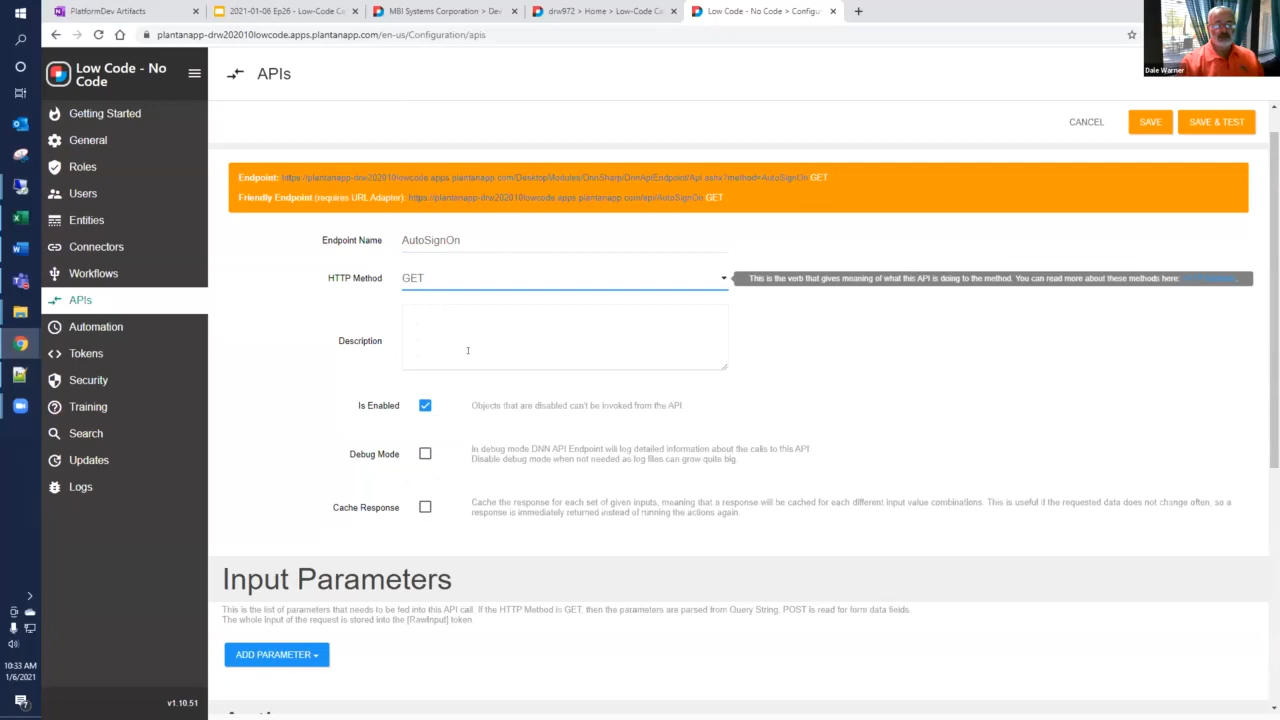 PlatformDev Artifacts
2021-01-06 Ep26 - Low-Code C
MBI Systems Corporation > Dev
drw972 > Home > Low-Code Ca
Low Code - No Code > Configur
plantanapp-drw202010lowcode.apps.plantanapp.com/en-us/Configuration/apis
Dale Warner
Low Code - No Code
APIs
CANCEL
SAVE
SAVE & TEST
Getting Started
General
Roles
Users
Entities
Connectors
Workflows
APIs
Automation
Tokens
Security
Training
Search
Updates
Logs
v1.10.51
Endpoint: https://plantanapp-drw202010lowcode.apps.plantanapp.com/DesktopModules/DnnSharp/DnnApiEndpoint/Api.ashx?method=AutoSignOn GET
Friendly Endpoint (requires URL Adapter): https://plantanapp-drw202010lowcode.apps.plantanapp.com/api/AutoSignOn GET
Endpoint Name AutoSignOn
HTTP Method GET
This is the verb that gives meaning of what this API is doing to the method. You can read more about these methods here:
Description
Is Enabled Objects that are disabled can't be invoked from the API.
Debug Mode In debug mode DNN API Endpoint will log detailed information about the calls to this API
Disable debug mode when not needed as log files can grow quite big.
Cache Response Cache the response for each set of given inputs, meaning that a response will be cached for each different input value combinations. This is useful if the requested data does not change often, so a
response is immediately returned instead of running the actions again.
Input Parameters
This is the list of parameters that needs to be fed into this API call. If the HTTP Method is GET, then the parameters are parsed from Query String, POST is read for form data fields.
The whole Input of the request is stored into the [RawInput] token.
ADD PARAMETER
10:33 AM
1/6/2021